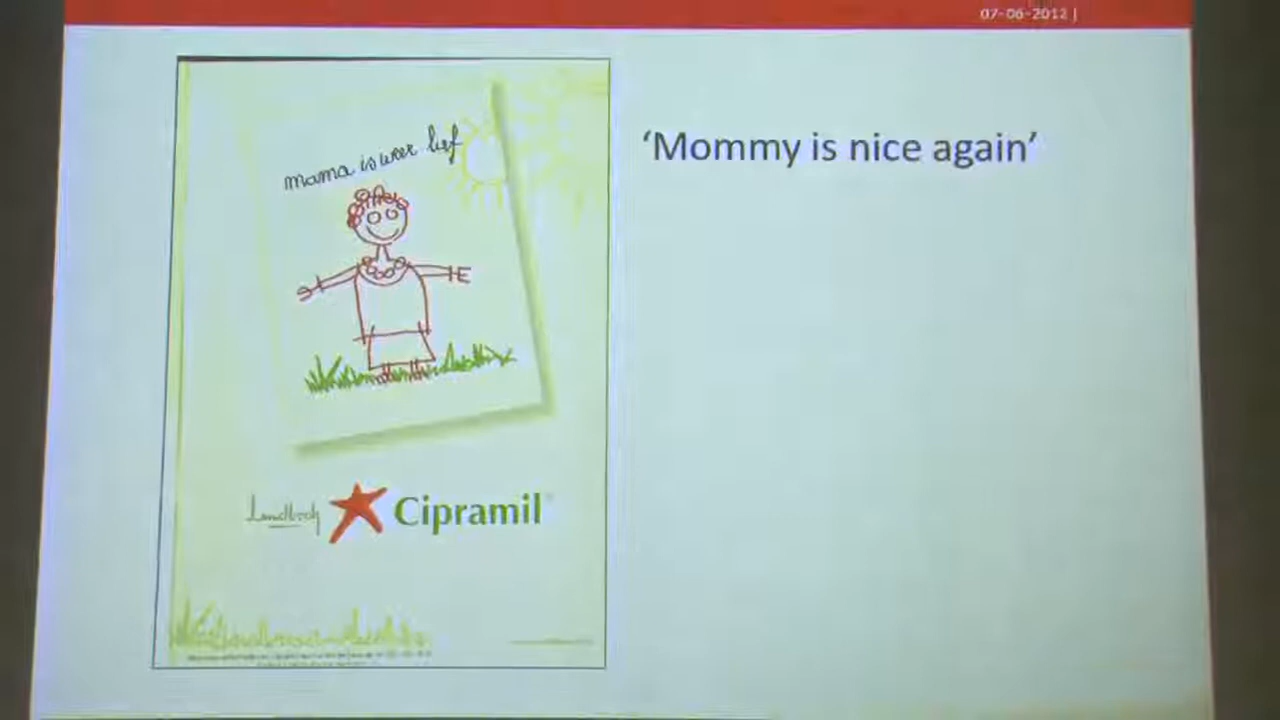 07-06-2012 |
mama is weer lief
'Mommy is nice again'
Lundbeck Cipramil